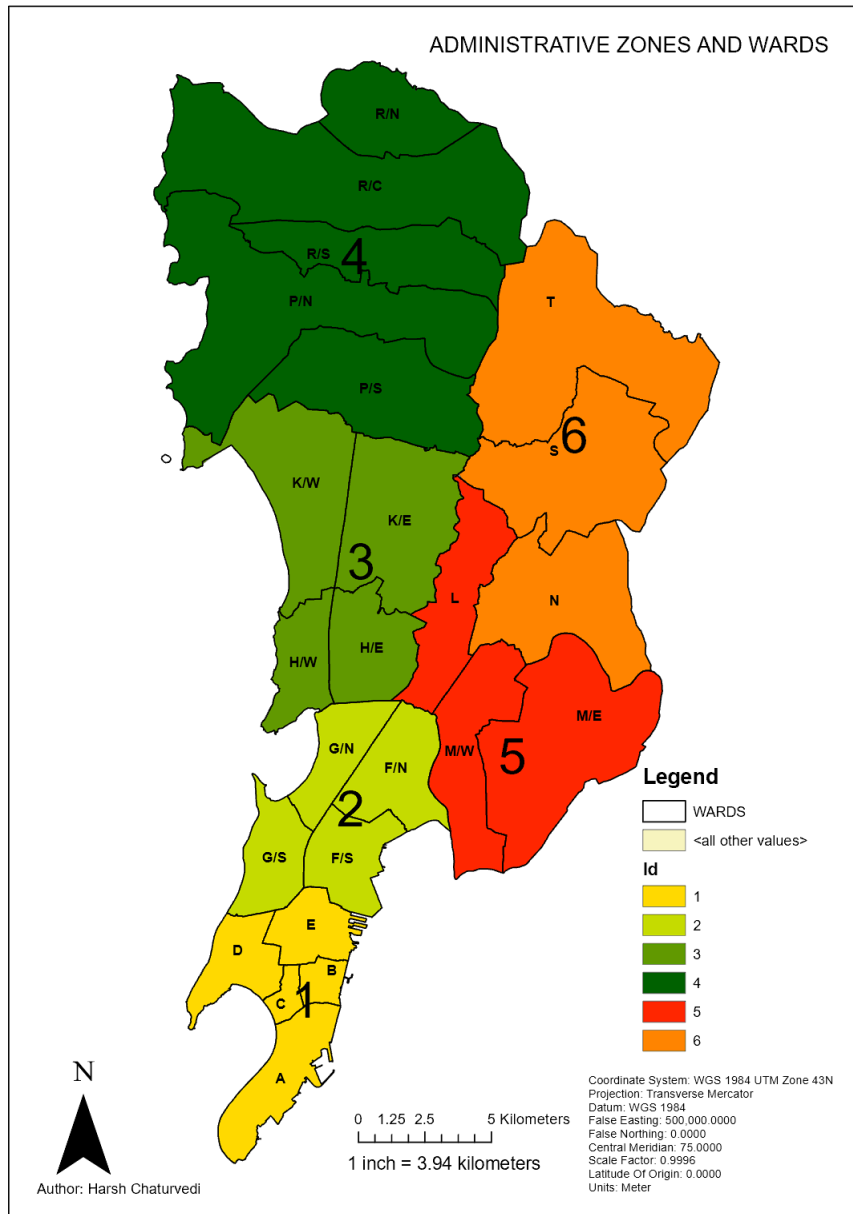 ADMINISTRATIVE ZONES AND WARDS
R/N
R/C
R/S
4
P/N
T
P/S
6
S
K/W
K/E
3
L
N
H/W
H/E
M/E
G/N
M/W
5
F/N
2
G/S
F/S
E
D
B
C
1
A
Legend
WARDS
<all other values>
Id
1
2
3
4
5
6
N
Author: Harsh Chaturvedi
0 1.25 2.5 5 Kilometers
1 inch = 3.94 kilometers
Coordinate System: WGS 1984 UTM Zone 43N
Projection: Transverse Mercator
Datum: WGS 1984
False Easting: 500,000.0000
False Northing: 0.0000
Central Meridian: 75.0000
Scale Factor: 0.9996
Latitude Of Origin: 0.0000
Units: Meter